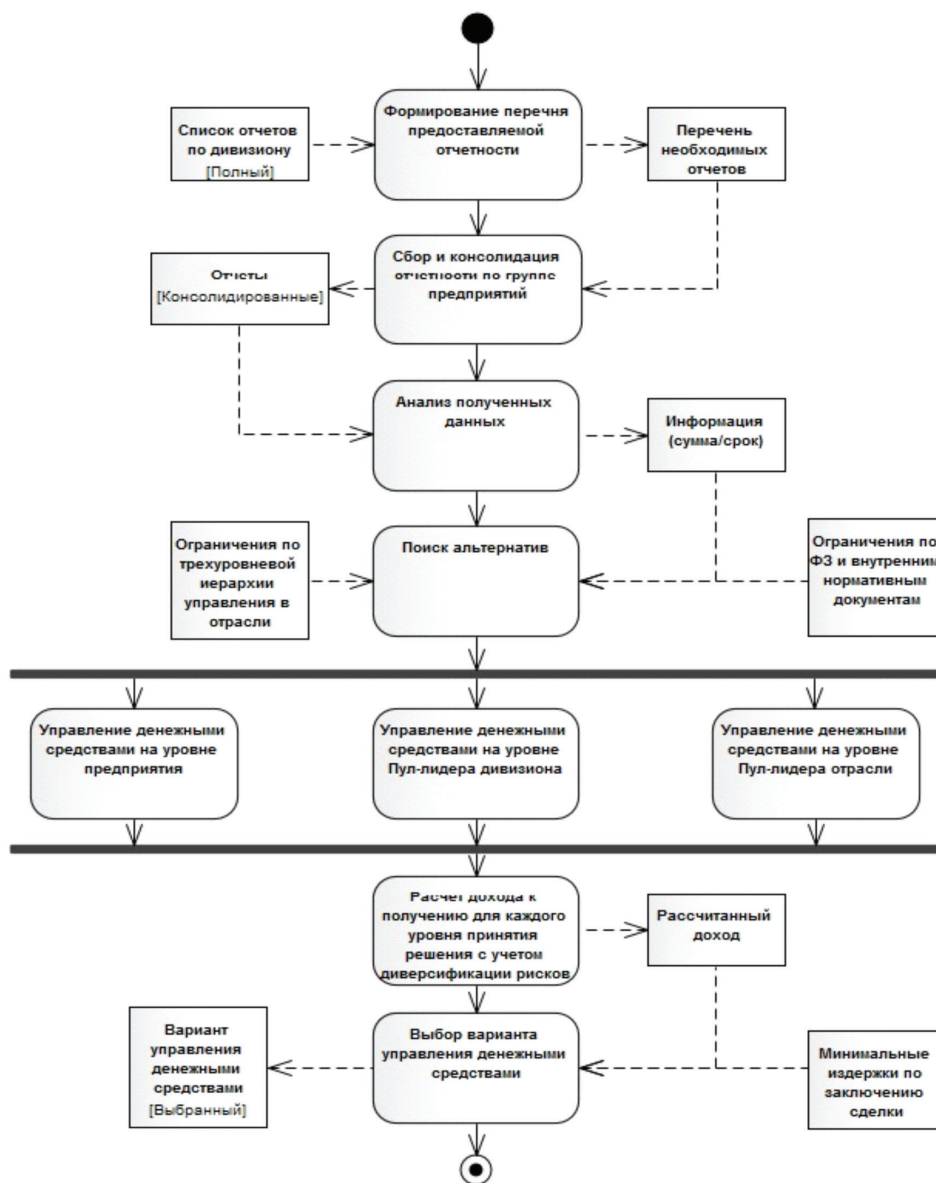 Формирование перечня
предоставляемой
отчетности
Список отчетов
по дивизиону
[Полный]
Перечень
необходимых
отчетов
Сбор и консолидация
отчетности по группе
предприятий
Отчеты
[Консолидированные]
Анализ полученных
данных
Информация
(сумма/срок)
Поиск альтернатив
Ограничения по
трехуровневой
иерархии
управления в
отрасли
Ограничения по
ФЗ и внутренним
нормативным
документам
Управление денежными
средствами на уровне
предприятия
Управление денежными
средствами на уровне
Пул-лидера дивизиона
Управление денежными
средствами на уровне
Пул-лидера отрасли
Расчет дохода к
получению для каждого
уровня принятия
решения с учетом
диверсификации рисков
Рассчитанный
доход
Выбор варианта
управления денежными
средствами
Вариант
управления
денежными
средствами
[Выбранный]
Минимальные
издержки по
заключению
сделки